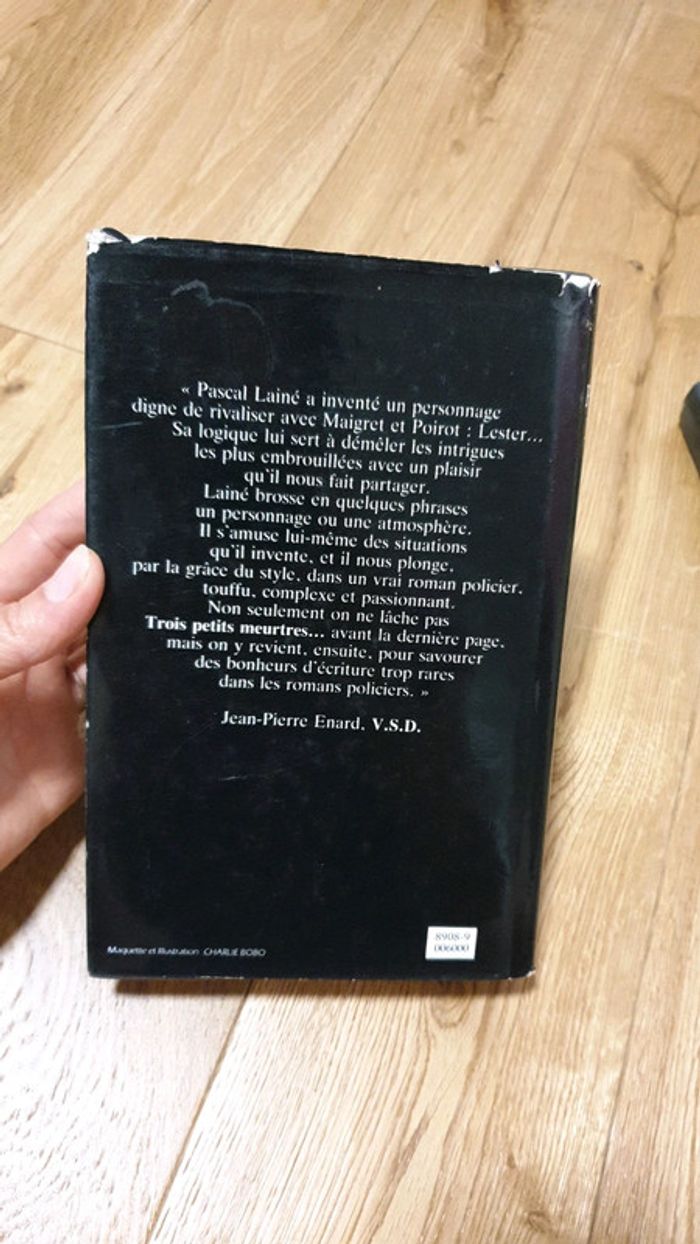 « Pascal Lainé a inventé un personnage
digne de rivaliser avec Maigret et Poirot : Lester...
Sa logique lui sert à démêler les intrigues
les plus embrouillées avec un plaisir
qu'il nous fait partager.
Lainé brosse en quelques phrases
un personnage ou une atmosphère.
Il s'amuse lui-même des situations
qu'il invente, et il nous plonge,
par la grâce du style, dans un vrai roman policier,
touffu, complexe et passionnant.
Non seulement on ne lâche pas
Trois petits meurtres... avant la dernière page,
mais on y revient, ensuite, pour savourer
des bonheurs d'écriture trop rares
dans les romans policiers. »
Jean-Pierre Enard, V.S.D.
Maquette et Illustration : CHARLIE BOBO
8908-9
006000